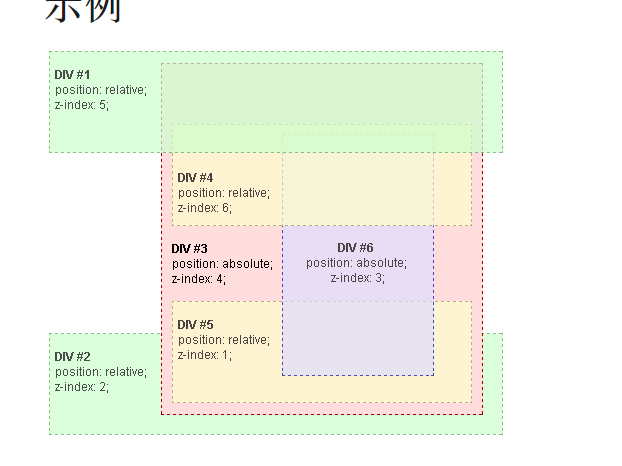 示例
DIV #1
position: relative;
z-index: 5;
DIV #4
position: relative;
z-index: 6;
DIV #3
position: absolute;
z-index: 4;
DIV #6
position: absolute;
z-index: 3;
DIV #5
position: relative;
z-index: 1;
DIV #2
position: relative;
z-index: 2;